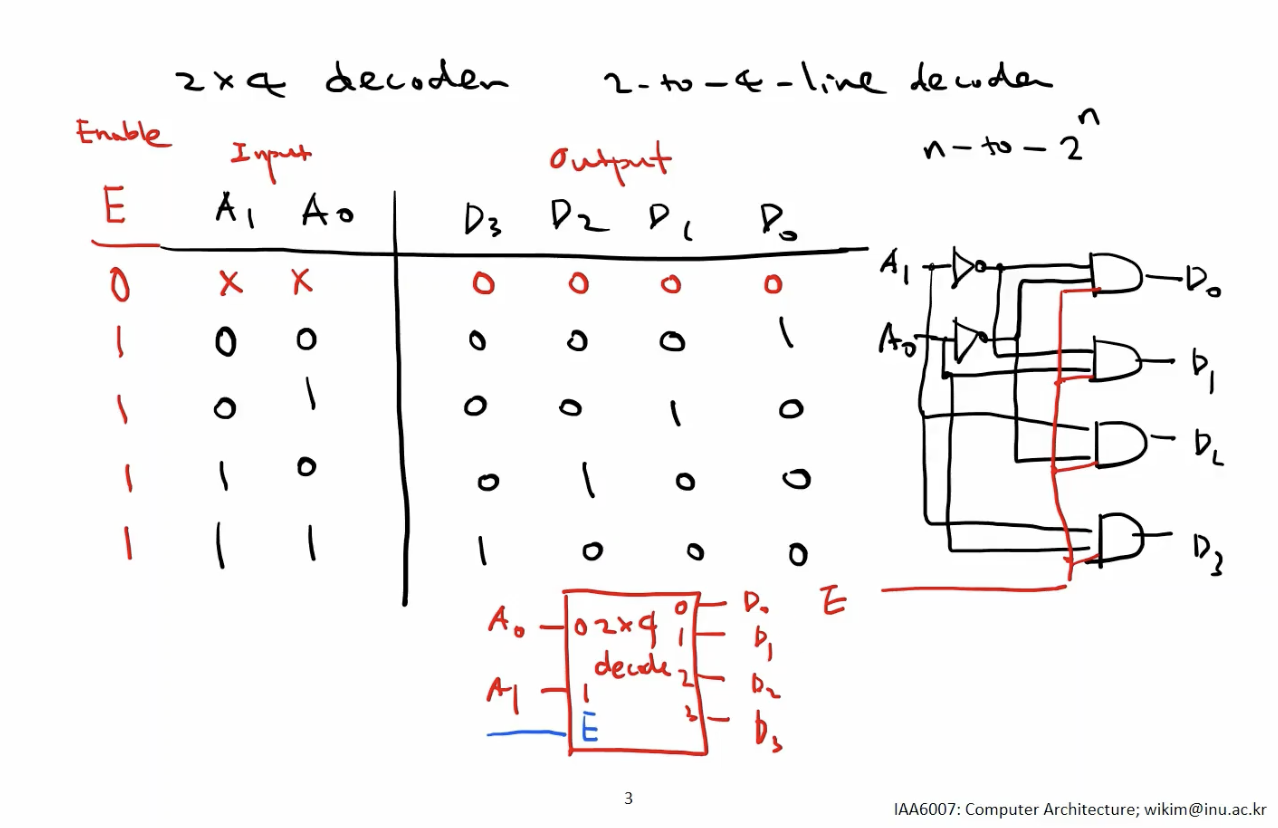 2×4 decoder 2-to-4-line decoder
n-to-2^n
Enable Input Output
E A1 A0 D3 D2 D1 D0
0 X X 0 0 0 0
1 0 0 0 0 0 1
1 0 1 0 0 1 0
1 1 0 0 1 0 0
1 1 1 1 0 0 0
A1 D0
A0 D1
D2
D3
E
A0 0 2×4 0 D0
1 D1
decode 2 D2
A1 1
E 3 D3
3
IAA6007: Computer Architecture; wikim@inu.ac.kr